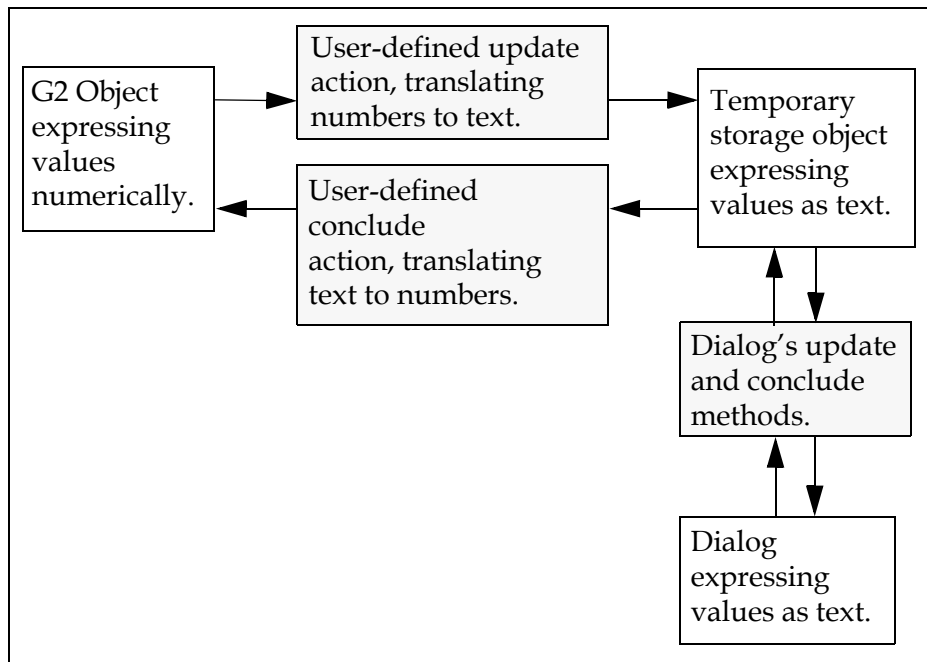 G2 Object
expressing
values
numerically.
User-defined update
action, translating
numbers to text.
Temporary
storage object
expressing
values as text.
User-defined
conclude
action, translating
text to numbers.
Dialog’s update
and conclude
methods.
Dialog
expressing
values as text.